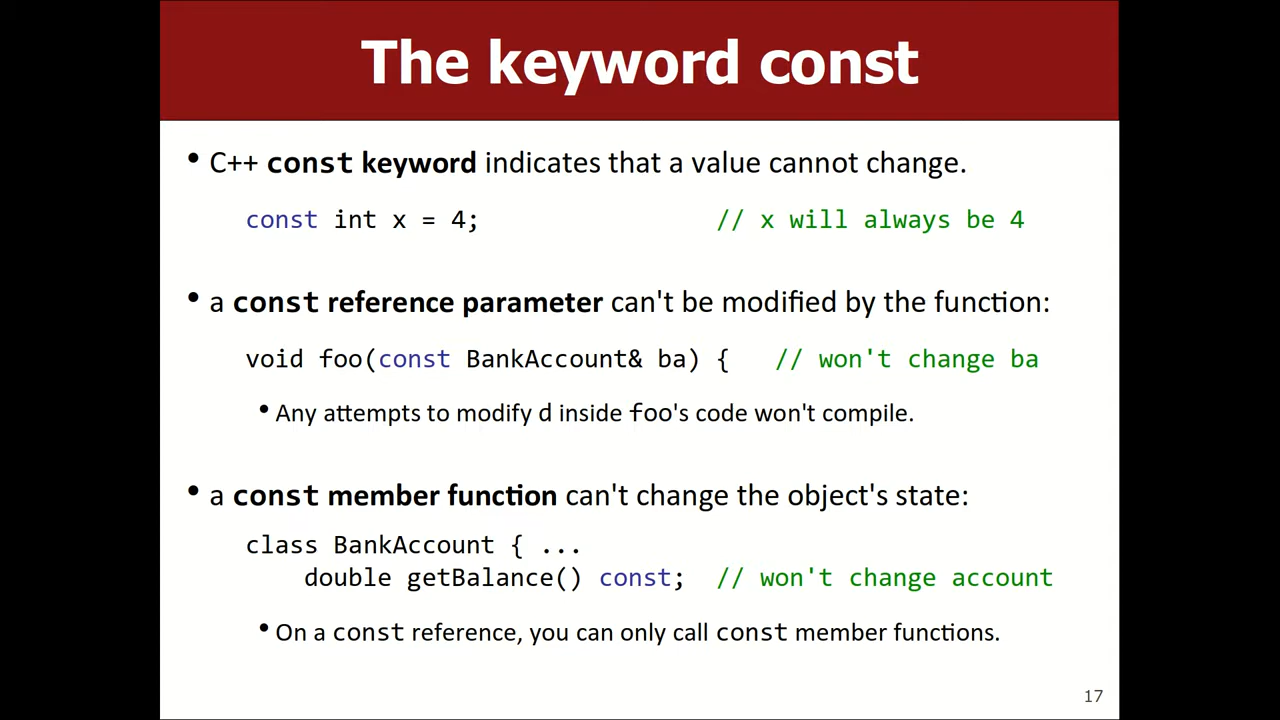 The keyword const
• C++ const keyword indicates that a value cannot change.
const int x = 4; // x will always be 4
• a const reference parameter can't be modified by the function:
void foo(const BankAccount& ba) { // won't change ba
• Any attempts to modify d inside foo's code won't compile.
• a const member function can't change the object's state:
class BankAccount { ...
double getBalance() const; // won't change account
• On a const reference, you can only call const member functions.
17